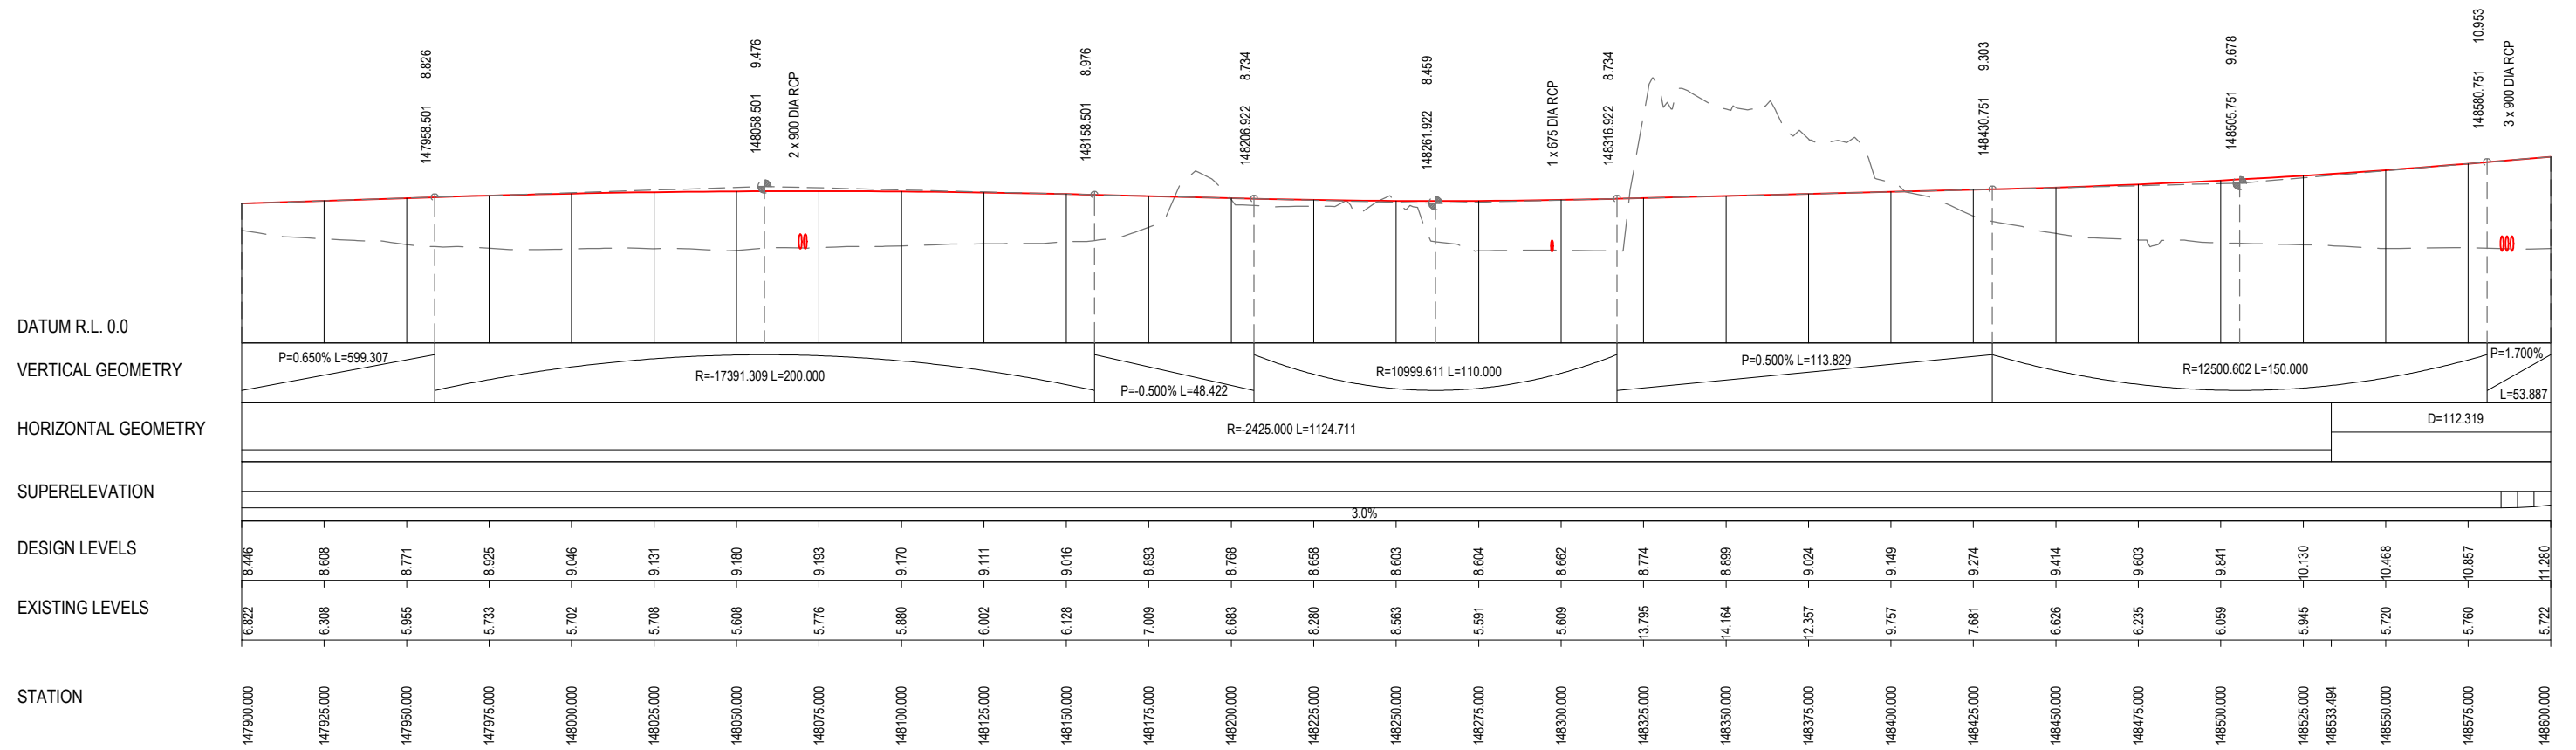 147958.501 8.826
148058.501 9.476
2 x 900 DIA RCP
148158.501 8.976
148206.922 8.734
148261.922 8.459
1 x 675 DIA RCP
148316.922 8.734
148430.751 9.303
148505.751 9.678
148580.751 10.953
3 x 900 DIA RCP
DATUM R.L. 0.0
VERTICAL GEOMETRY
P=0.650% L=599.307
R=-17391.309 L=200.000
P=-0.500% L=48.422
R=10999.611 L=110.000
P=0.500% L=113.829
R=12500.602 L=150.000
P=1.700%
L=53.887
HORIZONTAL GEOMETRY
R=-2425.000 L=1124.711
D=112.319
SUPERELEVATION
3.0%
DESIGN LEVELS
8.446 8.608 8.771 8.925 9.046 9.131 9.180 9.193 9.170 9.111 9.016 8.893 8.768 8.658 8.603 8.604 8.662 8.774 8.899 9.024 9.149 9.274 9.414 9.603 9.841 10.130 10.468 10.857 11.280
EXISTING LEVELS
6.822 6.308 5.955 5.733 5.702 5.708 5.608 5.776 5.880 6.002 6.128 7.009 8.683 8.280 8.563 5.591 5.609 13.795 14.164 12.357 9.757 7.681 6.626 6.235 6.059 5.945 5.720 5.760 5.722
STATION
147900.000 147925.000 147950.000 147975.000 148000.000 148025.000 148050.000 148075.000 148100.000 148125.000 148150.000 148175.000 148200.000 148225.000 148250.000 148275.000 148300.000 148325.000 148350.000 148375.000 148400.000 148425.000 148450.000 148475.000 148500.000 148525.000 148533.494 148550.000 148575.000 148600.000